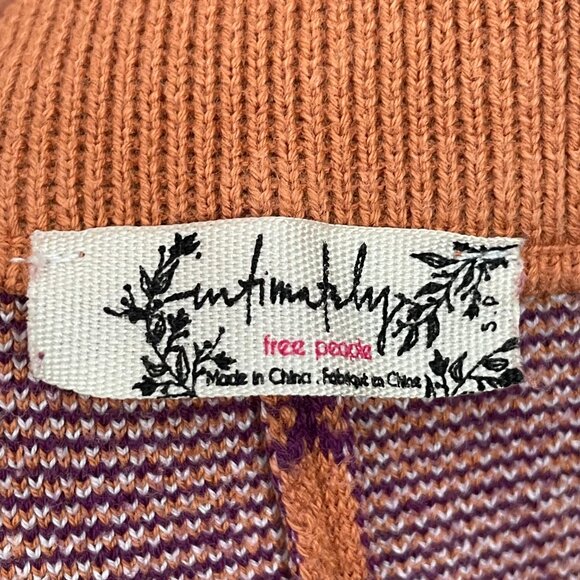 intimately
free people
Made in China . Fabriqué en Chine
S.P